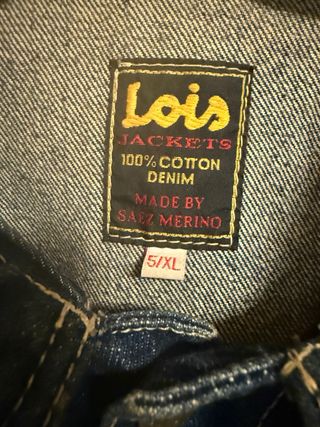 Lois
JACKETS
100% COTTON
DENIM
MADE BY
SAEZ MERINO
5/XL